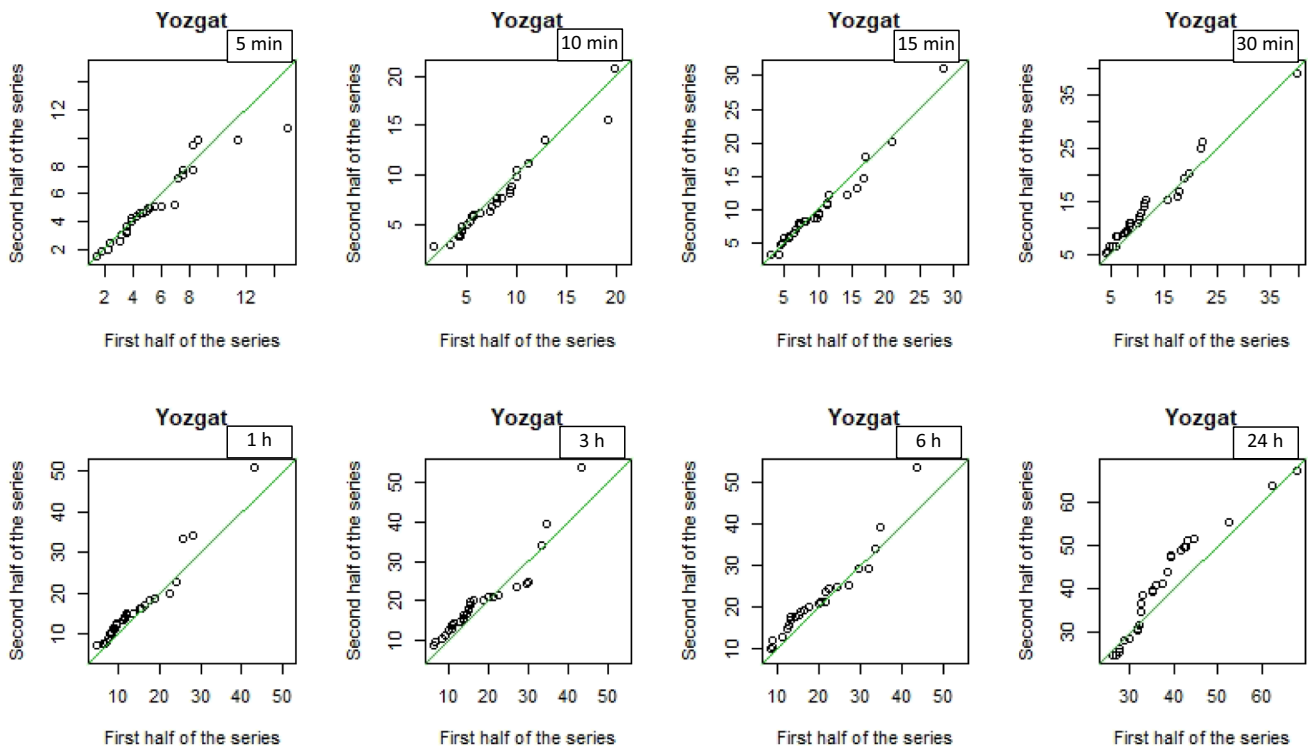 Yozgat
5 min
Second half of the series
2 4 6 8 12
2 4 6 8 12
First half of the series
Yozgat
10 min
Second half of the series
5 10 15 20
5 10 15 20
First half of the series
Yozgat
15 min
Second half of the series
5 10 15 20 25 30
5 10 15 20 25 30
First half of the series
Yozgat
30 min
Second half of the series
5 15 25 35
5 15 25 35
First half of the series
Yozgat
1 h
Second half of the series
10 20 30 40 50
10 20 30 40 50
First half of the series
Yozgat
3 h
Second half of the series
10 20 30 40 50
10 20 30 40 50
First half of the series
Yozgat
6 h
Second half of the series
10 20 30 40 50
10 20 30 40 50
First half of the series
Yozgat
24 h
Second half of the series
30 40 50 60
30 40 50 60
First half of the series